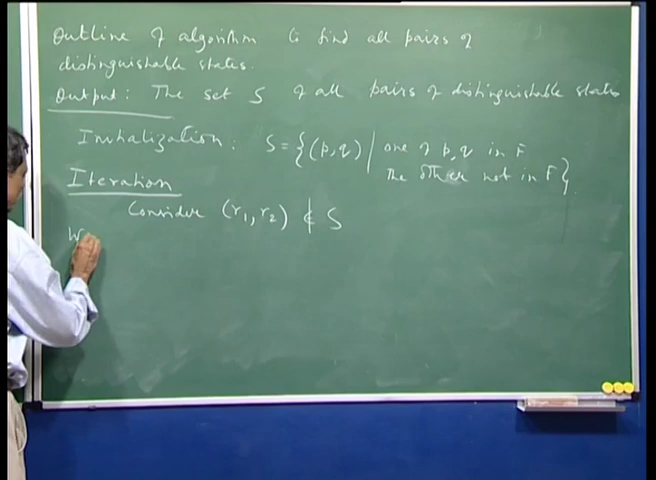 Outline of algorithm to find all pairs of
distinguishable states.
Output: The set S of all pairs of distinguishable states
Initialization: S = {(p,q) | one of p,q in F
the other not in F}
Iteration
Consider (r₁, r₂) ∉ S
W